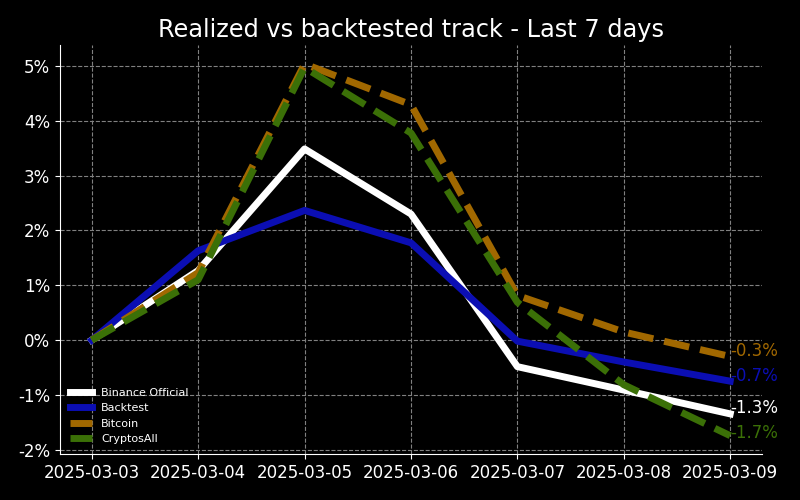 Realized vs backtested track - Last 7 days
5%
4%
3%
2%
1%
0%
-1%
-2%
Binance Official
Backtest
Bitcoin
CryptosAll
-0.3%
-0.7%
-1.3%
-1.7%
2025-03-03 2025-03-04 2025-03-05 2025-03-06 2025-03-07 2025-03-08 2025-03-09